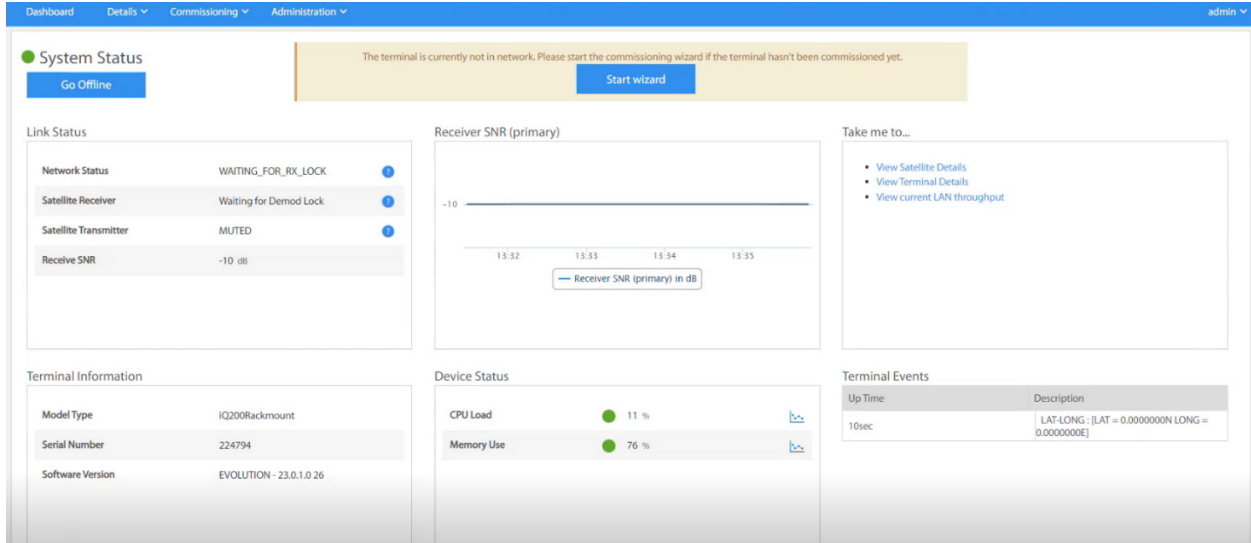 Dashboard Details Commissioning Administration admin
System Status
Go Offline
The terminal is currently not in network. Please start the commissioning wizard if the terminal hasn't been commissioned yet.
Start wizard
Link Status
Network Status WAITING_FOR_RX_LOCK ?
Satellite Receiver Waiting for Demod Lock ?
Satellite Transmitter MUTED ?
Receive SNR -10 dB
Receiver SNR (primary)
-10
13:32 13:33 13:34 13:35
Receiver SNR (primary) in dB
Take me to...
View Satellite Details
View Terminal Details
View current LAN throughput
Terminal Information
Model Type iQ200Rackmount
Serial Number 224794
Software Version EVOLUTION - 23.0.1.0 26
Device Status
CPU Load 11 %
Memory Use 76 %
Terminal Events
Up Time Description
10sec LAT-LONG : [LAT = 0.0000000N LONG =
0.0000000E]